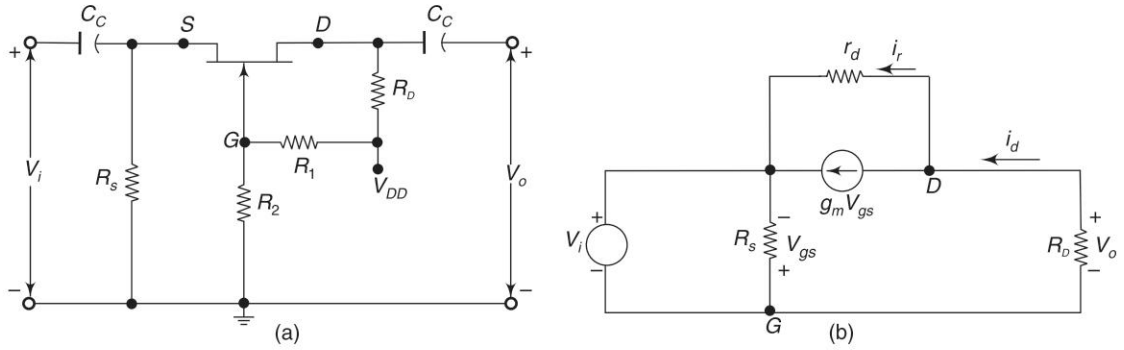 C_C S D C_C
+ +
R_D
G R_1
V_i R_s V_DD V_o
R_2
− −
(a)
r_d i_r
i_d
D
g_m V_gs
+ − + 
V_i R_s V_gs R_D V_o
− + −
G
(b)